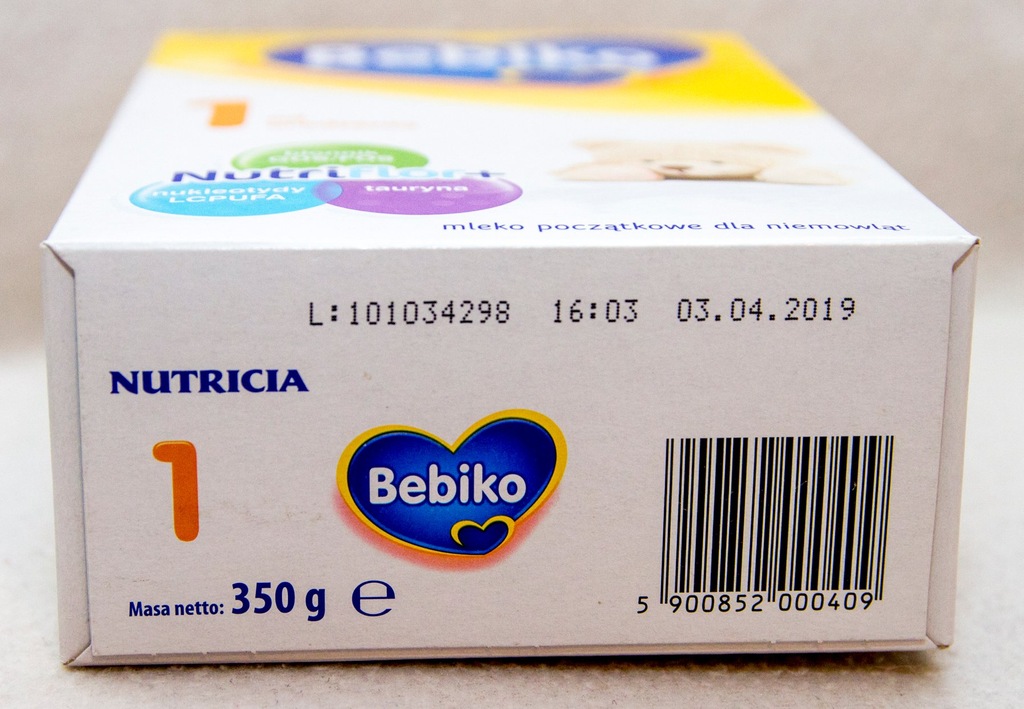 Bebiko
1
NutriFlor+
nukleotydy
LCPUFA
tauryna
mleko początkowe dla niemowląt
L:101034298 16:03 03.04.2019
NUTRICIA
1
Bebiko
Masa netto: 350 g ℮
5 900852 000409